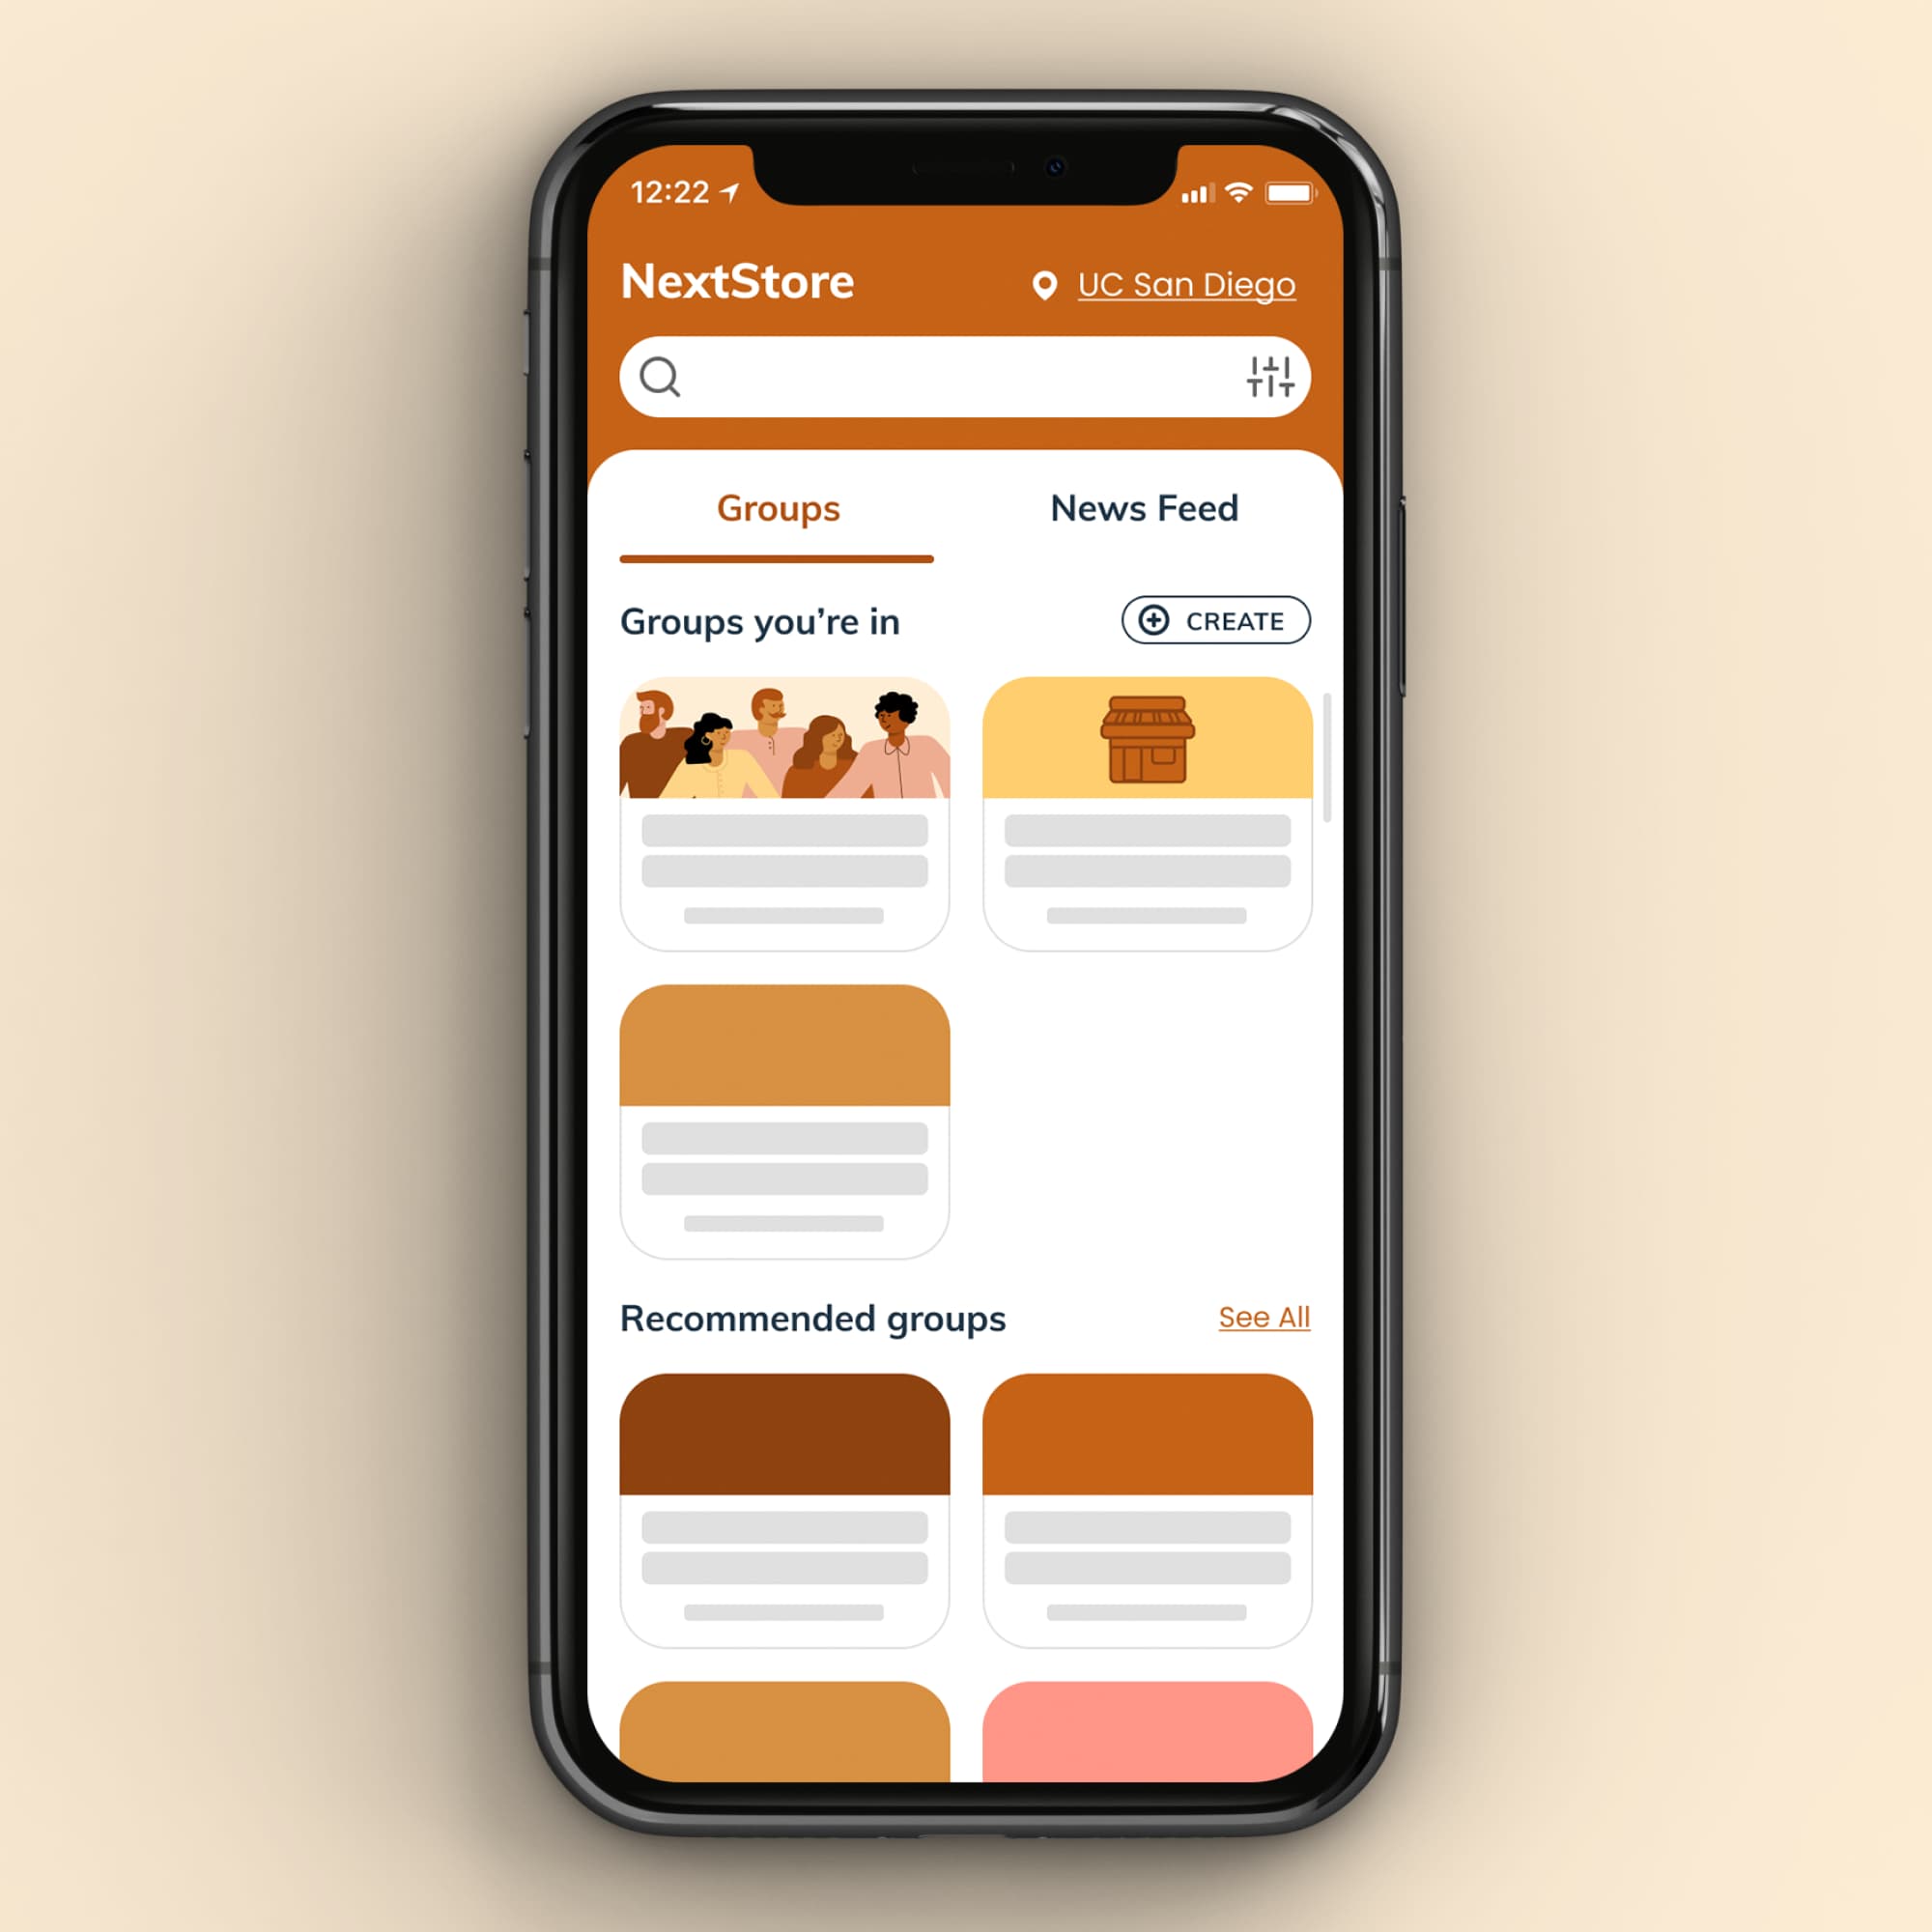 12:22
NextStore
UC San Diego
Groups
News Feed
Groups you’re in
CREATE
Recommended groups
See All